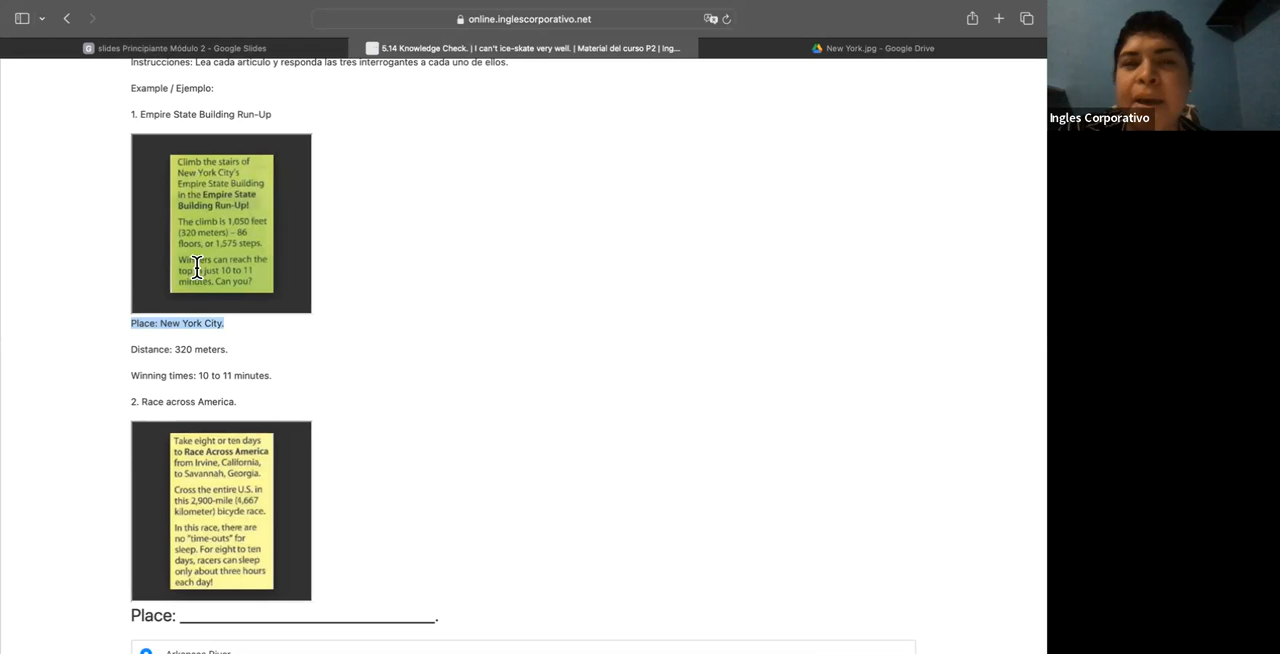 online.inglescorporativo.net
slides Principiante Módulo 2 - Google Slides
5.14 Knowledge Check. | I can't ice-skate very well. | Material del curso P2 | Ing...
New York.jpg - Google Drive
Instrucciones: Lea cada artículo y responda las tres interrogantes a cada uno de ellos.
Example / Ejemplo:
1. Empire State Building Run-Up
Climb the stairs of
New York City's
Empire State Building
in the Empire State
Building Run-Up!
The climb is 1,050 feet
(320 meters) – 86
floors, or 1,575 steps.
Winners can reach the
top in just 10 to 11
minutes, Can you?
Place: New York City.
Distance: 320 meters.
Winning times: 10 to 11 minutes.
2. Race across America.
Take eight or ten days
to Race Across America
from Irvine, California,
to Savannah, Georgia.
Cross the entire U.S. in
this 2,900-mile (4,667
kilometer) bicycle race.
In this race, there are
no "time-outs" for
sleep. For eight to ten
days, racers can sleep
only about three hours
each day!
Place: ____________________________.
Arkansas River
Ingles Corporativo